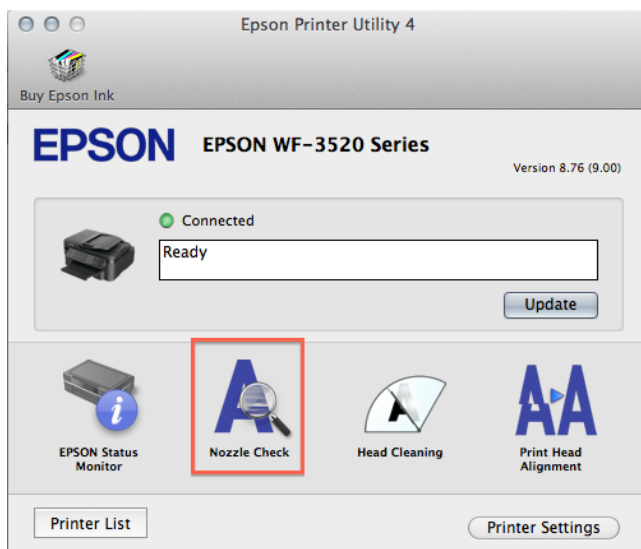 Epson Printer Utility 4
Buy Epson Ink
EPSON
EPSON WF-3520 Series
Version 8.76 (9.00)
Connected
Ready
Update
EPSON Status
Monitor
Nozzle Check
Head Cleaning
Print Head
Alignment
Printer List
Printer Settings